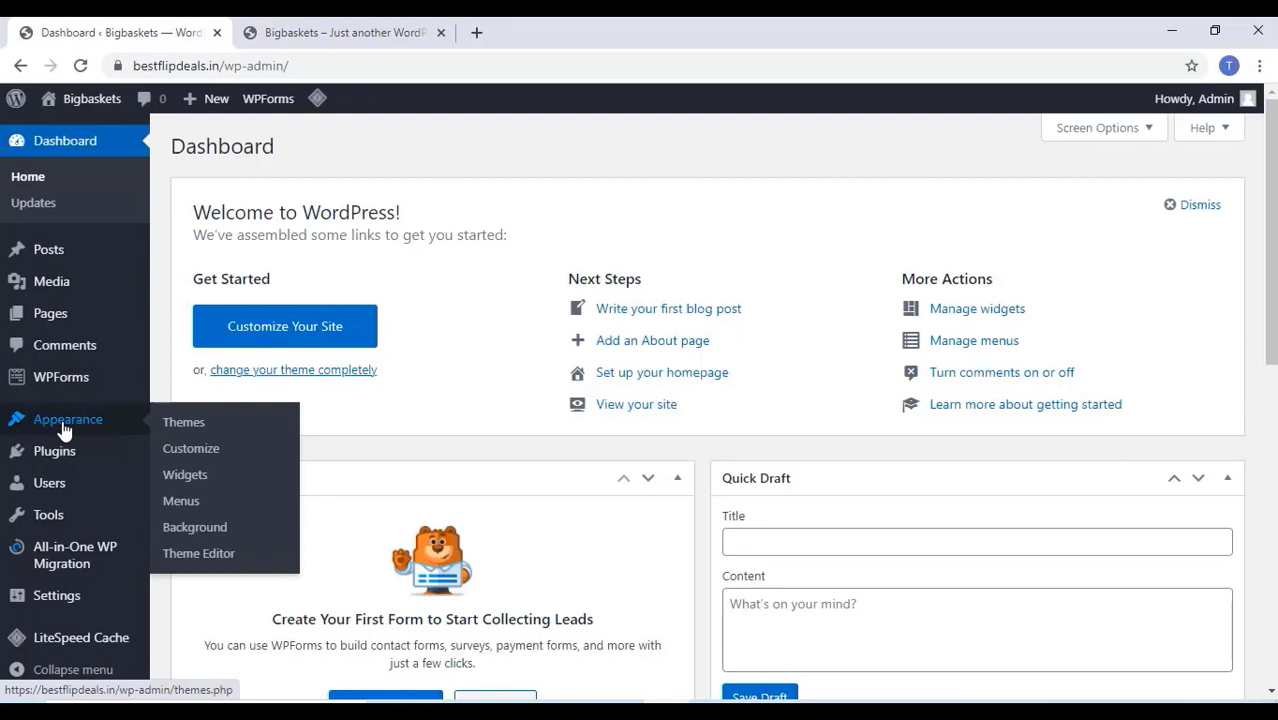 Dashboard ‹ Bigbaskets — Word
Bigbaskets – Just another WordP
bestflipdeals.in/wp-admin/
T
Bigbaskets
0
New
WPForms
Howdy, Admin
Dashboard
Home
Updates
Posts
Media
Pages
Comments
WPForms
Appearance
Plugins
Users
Tools
All-in-One WP
Migration
Settings
LiteSpeed Cache
Collapse menu
Themes
Customize
Widgets
Menus
Background
Theme Editor
Dashboard
Screen Options
Help
Welcome to WordPress!
We've assembled some links to get you started:
Dismiss
Get Started
Customize Your Site
or, change your theme completely
Next Steps
Write your first blog post
Add an About page
Set up your homepage
View your site
More Actions
Manage widgets
Manage menus
Turn comments on or off
Learn more about getting started
Create Your First Form to Start Collecting Leads
You can use WPForms to build contact forms, surveys, payment forms, and more with
just a few clicks.
Quick Draft
Title
Content
What's on your mind?
Save Draft
https://bestflipdeals.in/wp-admin/themes.php